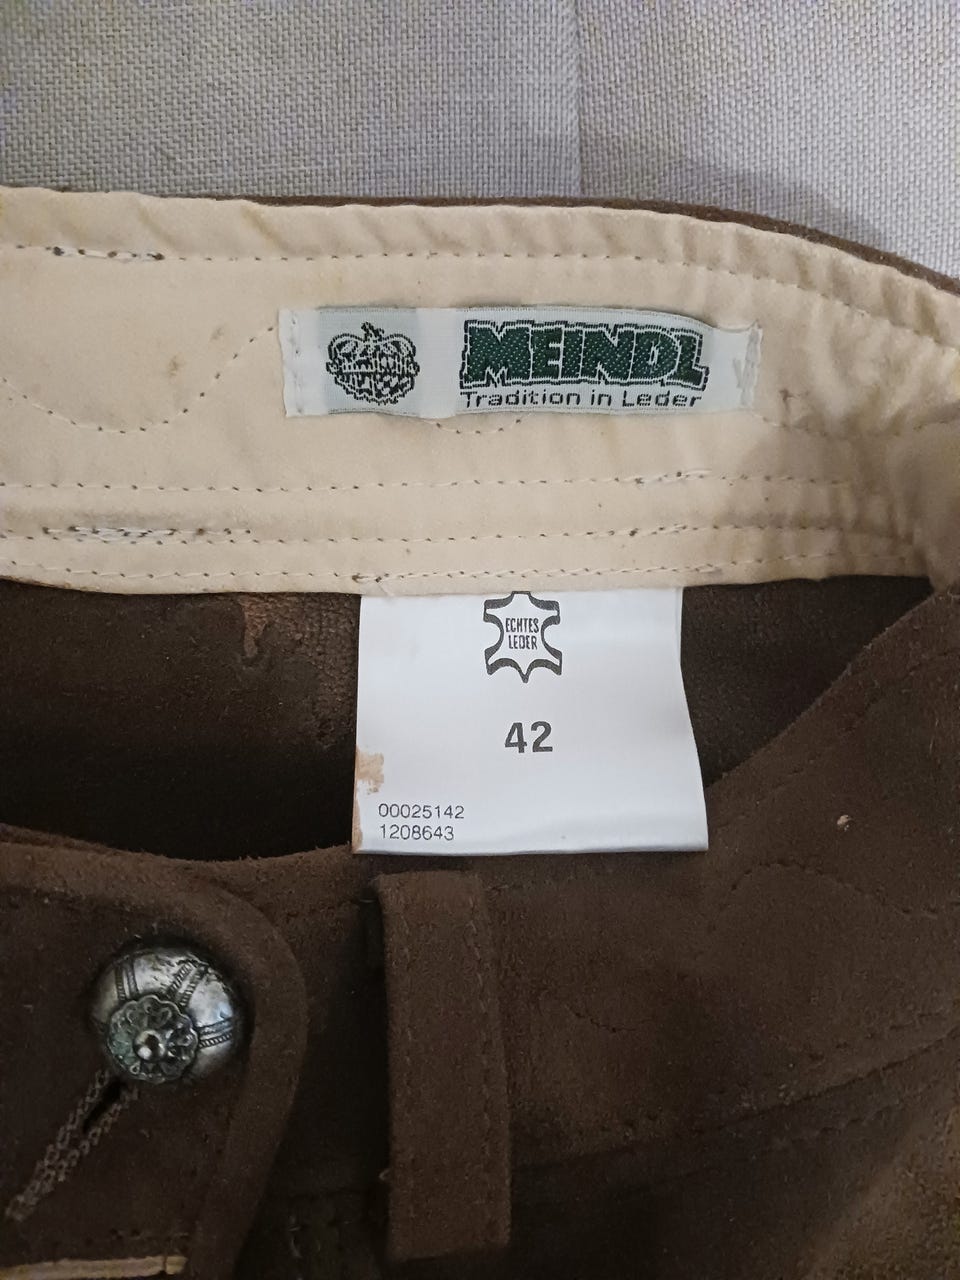 MEINDL
Tradition in Leder
ECHTES
LEDER
42
00025142
1208643